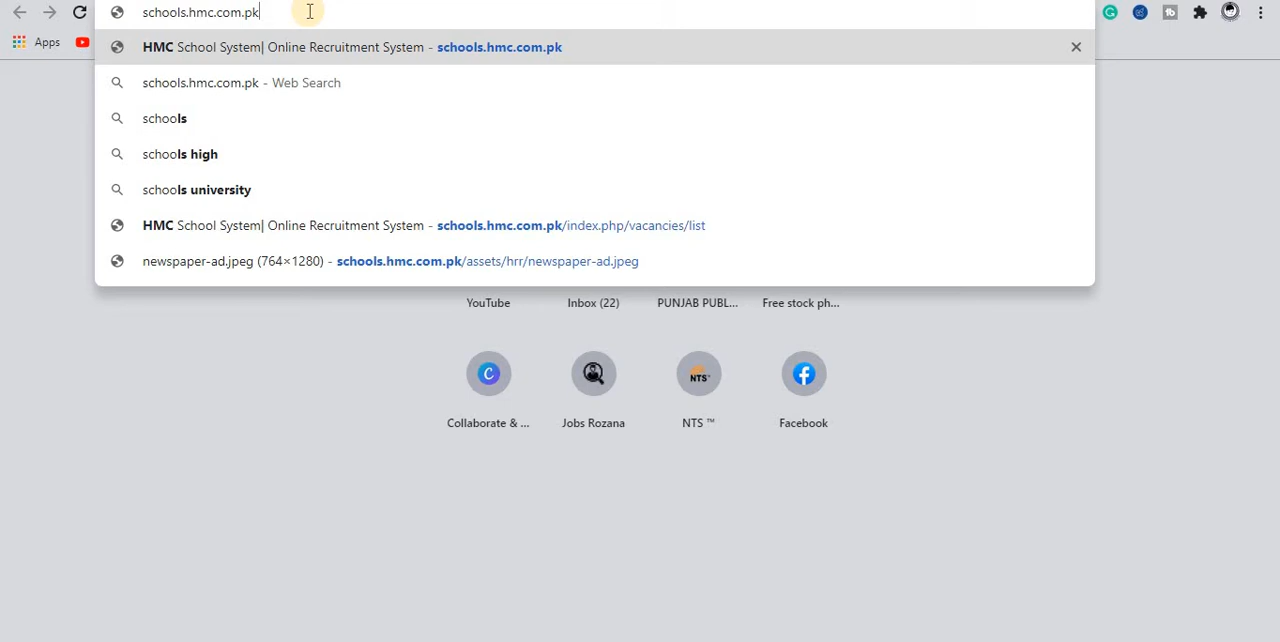 schools.hmc.com.pk
Apps
HMC School System| Online Recruitment System - schools.hmc.com.pk
schools.hmc.com.pk - Web Search
schools
schools high
schools university
HMC School System| Online Recruitment System - schools.hmc.com.pk/index.php/vacancies/list
newspaper-ad.jpeg (764×1280) - schools.hmc.com.pk/assets/hrr/newspaper-ad.jpeg
YouTube Inbox (22) PUNJAB PUBL... Free stock ph...
C NTS
Collaborate & ... Jobs Rozana NTS ™ Facebook